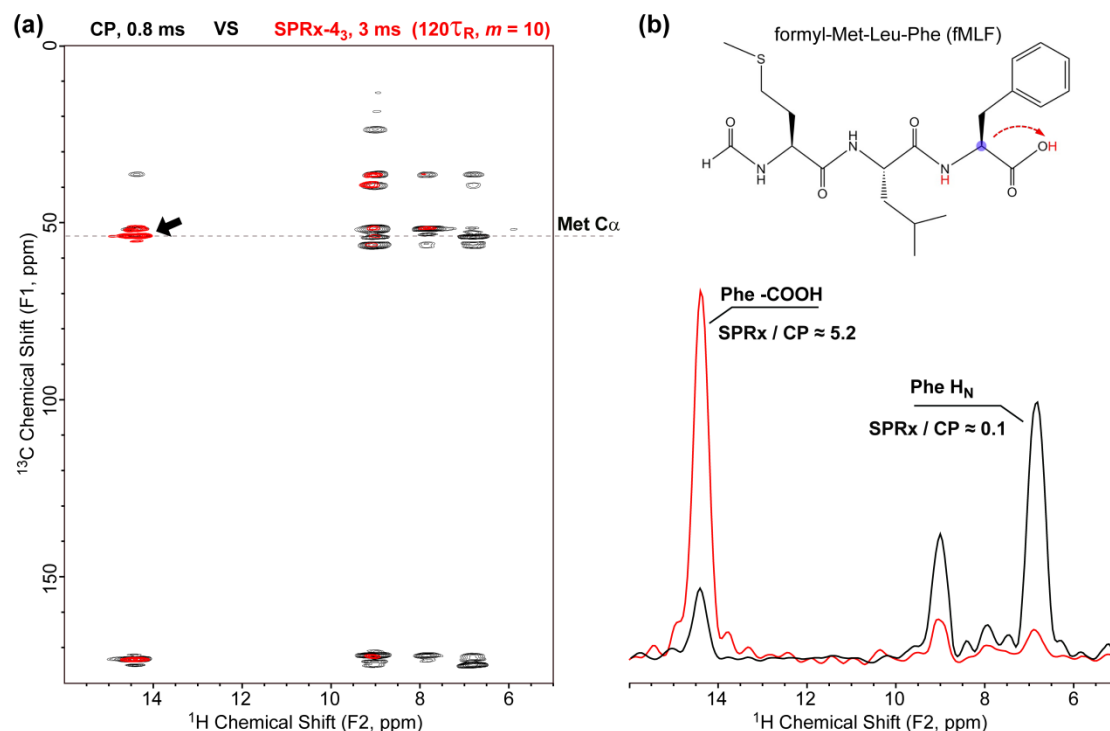 (a) CP, 0.8 ms VS SPRx-4₃, 3 ms (120τR, m = 10)
0
50
100
150
¹³C Chemical Shift (F1, ppm)
Met Cα
14 12 10 8 6
¹H Chemical Shift (F2, ppm)
(b)
formyl-Met-Leu-Phe (fMLF)
S
O O OH
H N N N O
H H H
O
Phe -COOH
SPRx / CP ≈ 5.2
Phe HN
SPRx / CP ≈ 0.1
14 12 10 8 6
¹H Chemical Shift (F2, ppm)